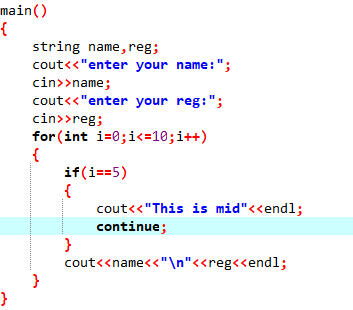 main()
{
string name,reg;
cout<<"enter your name:";
cin>>name;
cout<<"enter your reg:";
cin>>reg;
for(int i=0;i<=10;i++)
{
if(i==5)
{
cout<<"This is mid"<<endl;
continue;
}
cout<<name<<"\n"<<reg<<endl;
}
}